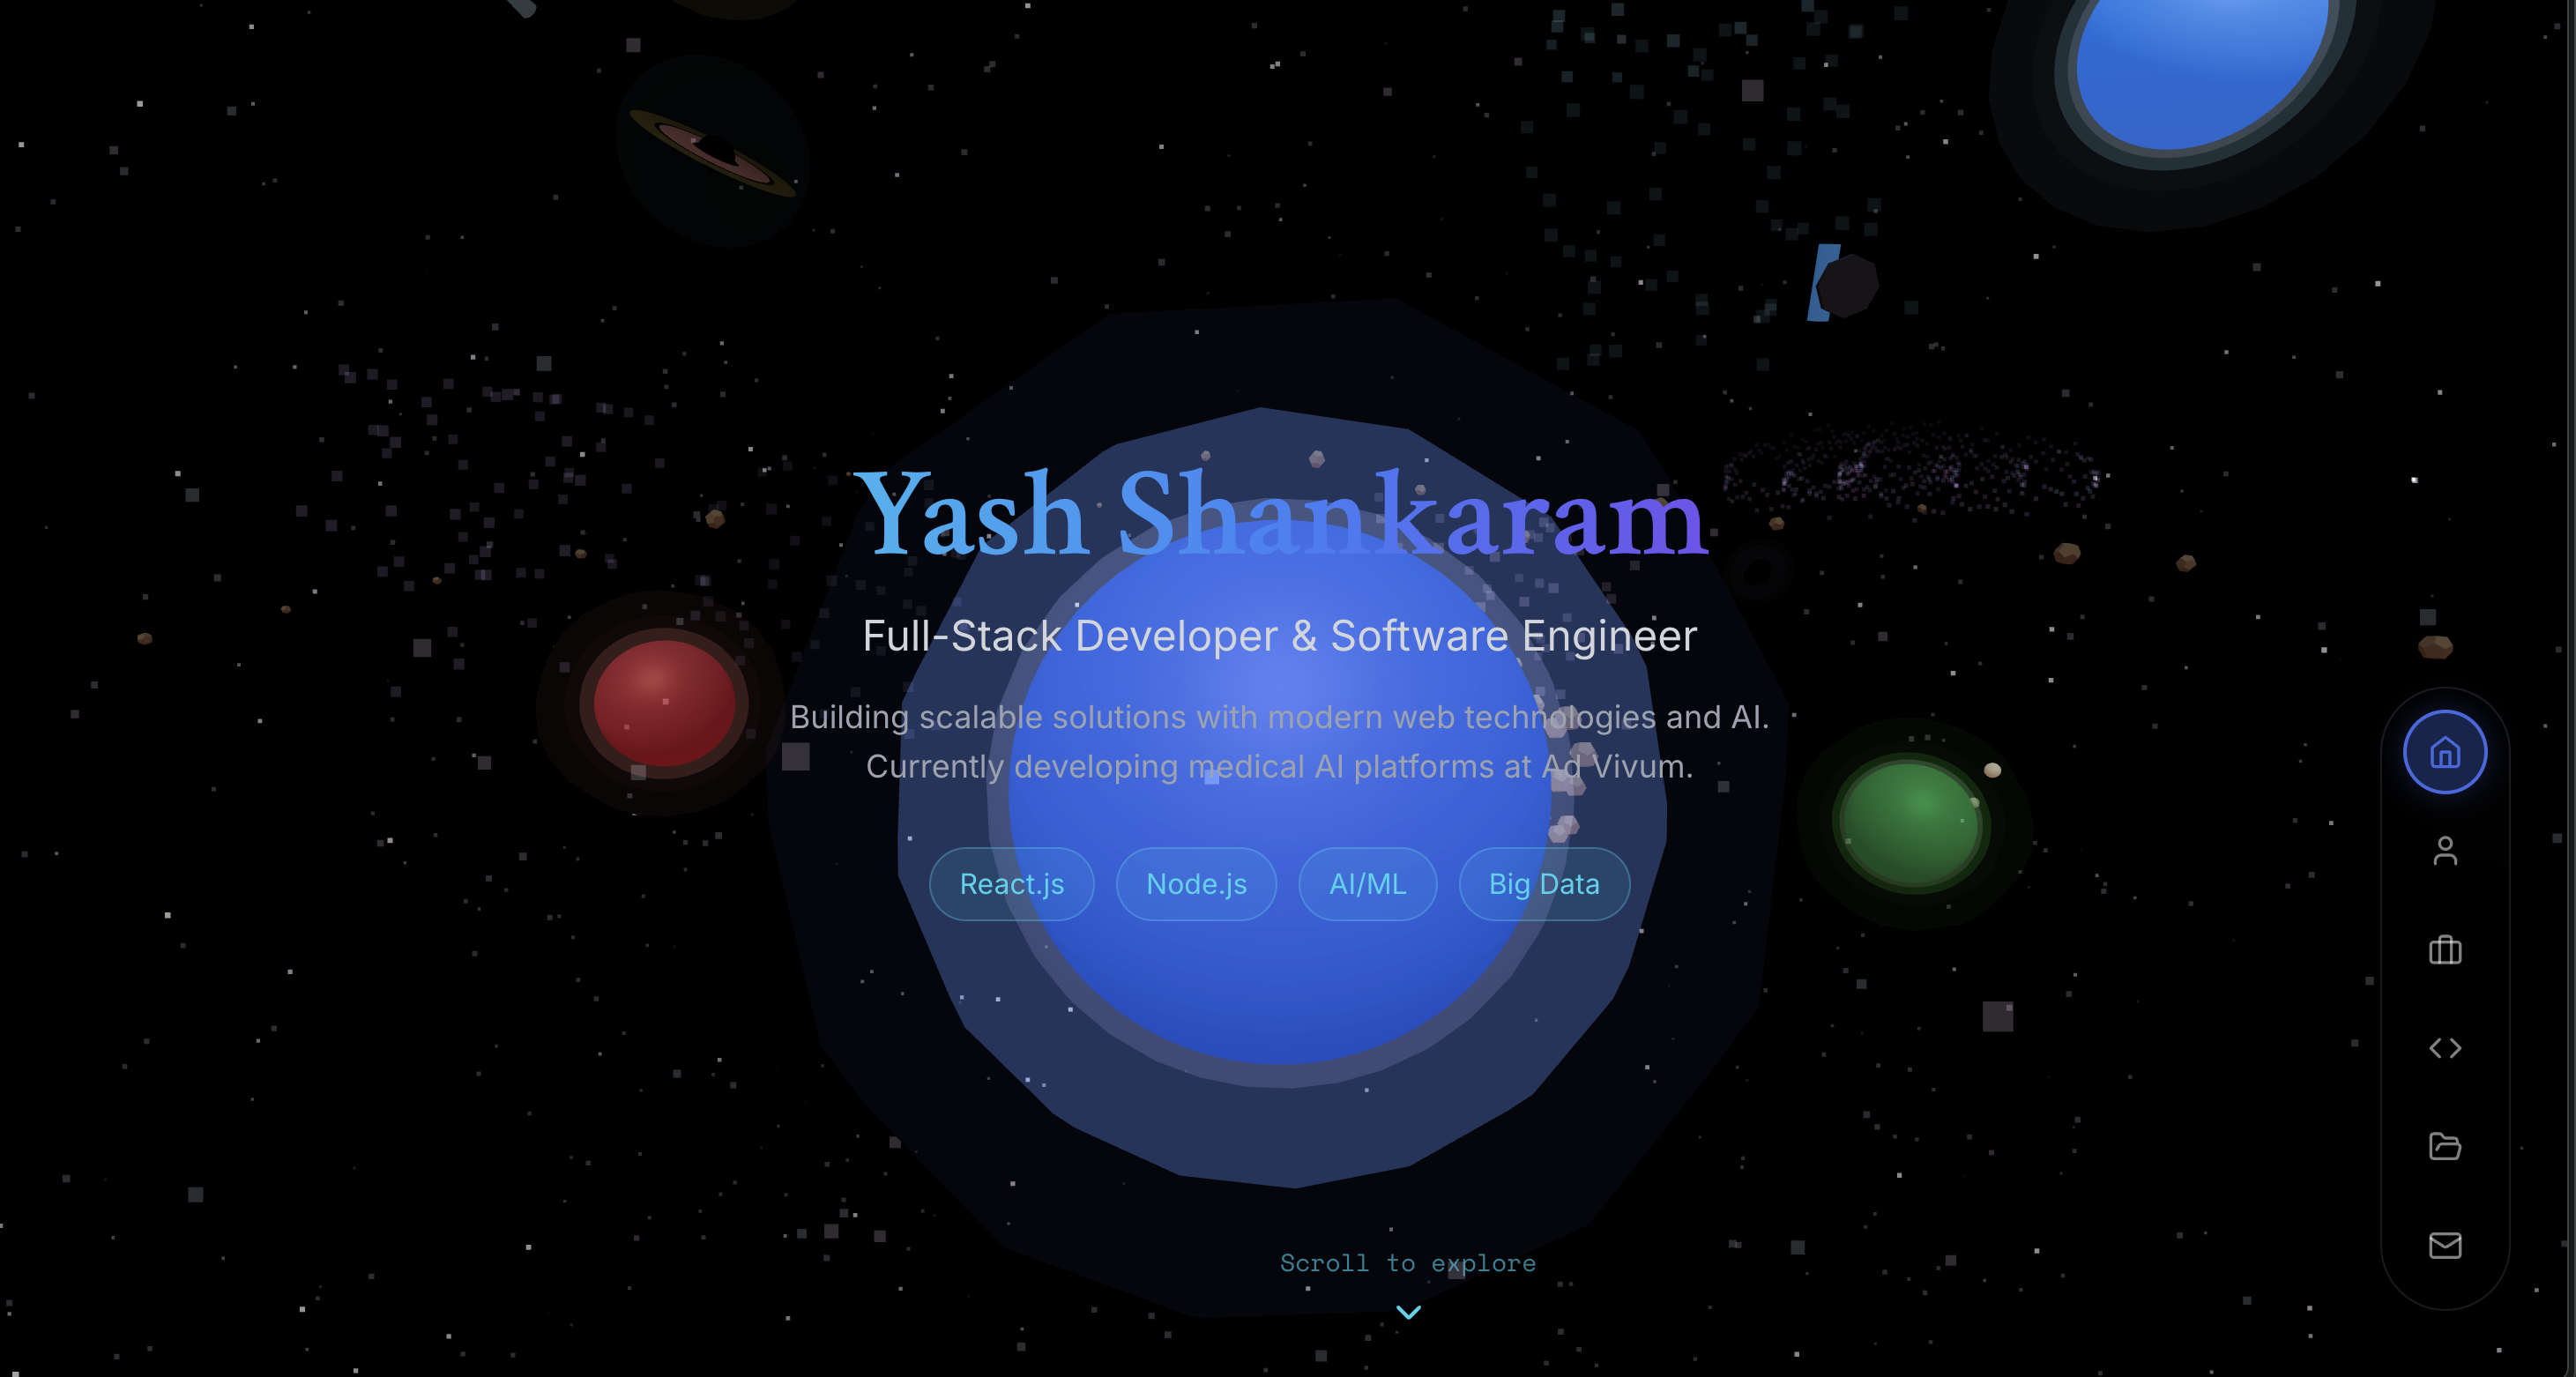 Yash Shankaram
Full-Stack Developer & Software Engineer
Building scalable solutions with modern web technologies and AI.
Currently developing medical AI platforms at Ad Vivum.
React.js Node.js AI/ML Big Data
Scroll to explore